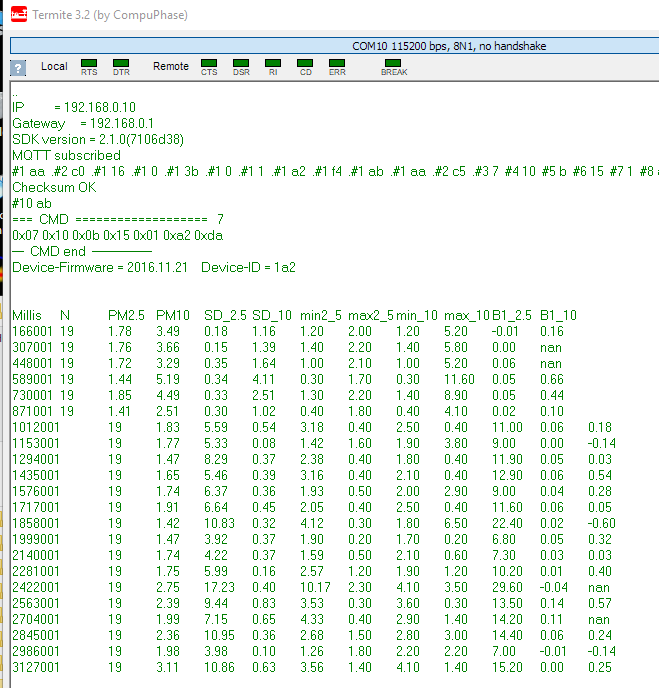 Termite 3.2 (by CompuPhase)
COM10 115200 bps, 8N1, no handshake
? Local RTS DTR Remote CTS DSR RI CD ERR BREAK
..
IP = 192.168.0.10
Gateway = 192.168.0.1
SDK version = 2.1.0(7106d38)
MQTT subscribed
#1 aa .#2 c0 .#1 16 .#1 0 .#1 3b .#1 0 .#1 1 .#1 a2 .#1 f4 .#1 ab .#1 aa .#2 c5 .#3 7 #4 10 #5 b #6 15 #7 1 #8
Checksum OK
#10 ab
=== CMD =================== 7
0x07 0x10 0x0b 0x15 0x01 0xa2 0xda
— CMD end ————
Device-Firmware = 2016.11.21 Device-ID = 1a2
Millis N PM2.5 PM10 SD_2.5 SD_10 min2_5 max2_5 min_10 max_10 B1_2.5 B1_10
166001 19 1.78 3.49 0.18 1.16 1.20 2.00 1.20 5.20 -0.01 0.16
307001 19 1.76 3.66 0.15 1.39 1.40 2.20 1.40 5.80 0.00 nan
448001 19 1.72 3.29 0.35 1.64 1.00 2.10 1.00 5.20 0.06 nan
589001 19 1.44 5.19 0.34 4.11 0.30 1.70 0.30 11.60 0.05 0.66
730001 19 1.85 4.49 0.33 2.51 1.30 2.20 1.40 8.90 0.05 0.44
871001 19 1.41 2.51 0.30 1.02 0.40 1.80 0.40 4.10 0.02 0.10
1012001 19 1.83 5.59 0.54 3.18 0.40 2.50 0.40 11.00 0.06 0.18
1153001 19 1.77 5.33 0.08 1.42 1.60 1.90 3.80 9.00 0.00 -0.14
1294001 19 1.47 8.29 0.37 2.38 0.40 1.80 0.40 11.90 0.05 0.03
1435001 19 1.65 5.46 0.39 3.16 0.40 2.10 0.40 12.90 0.06 0.54
1576001 19 1.74 6.37 0.36 1.93 0.50 2.00 2.90 9.00 0.04 0.28
1717001 19 1.91 6.64 0.45 2.05 0.40 2.50 0.40 11.60 0.06 0.05
1858001 19 1.42 10.83 0.32 4.12 0.30 1.80 6.50 22.40 0.02 -0.60
1999001 19 1.47 3.92 0.37 1.90 0.20 1.70 0.20 6.80 0.05 0.32
2140001 19 1.74 4.22 0.37 1.59 0.50 2.10 0.60 7.30 0.03 0.03
2281001 19 1.75 5.99 0.16 2.57 1.20 1.90 1.20 10.20 0.01 0.40
2422001 19 2.75 17.23 0.40 10.17 2.30 4.10 3.50 29.60 -0.04 nan
2563001 19 2.39 9.44 0.83 3.53 0.30 3.60 0.30 13.50 0.14 0.57
2704001 19 1.99 7.15 0.65 4.33 0.40 2.90 1.40 14.20 0.11 nan
2845001 19 2.36 10.95 0.36 2.68 1.50 2.80 3.00 14.40 0.06 0.24
2986001 19 1.98 3.98 0.10 1.26 1.80 2.20 2.20 7.00 -0.01 -0.14
3127001 19 3.11 10.86 0.63 3.56 1.40 4.10 1.40 15.20 0.00 0.25